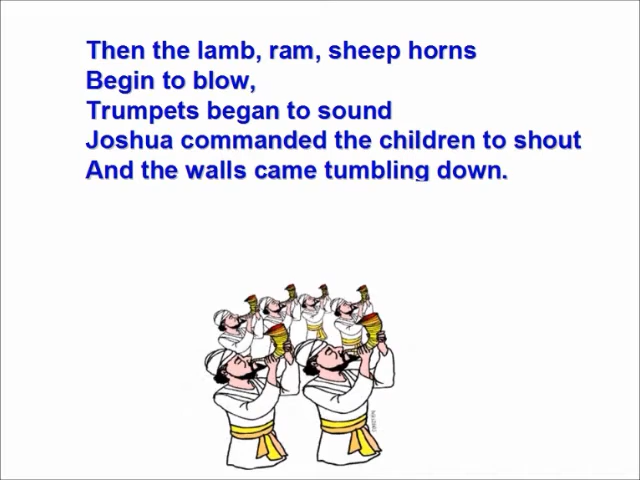 Then the lamb, ram, sheep horns
Begin to blow,
Trumpets began to sound
Joshua commanded the children to shout
And the walls came tumbling down.